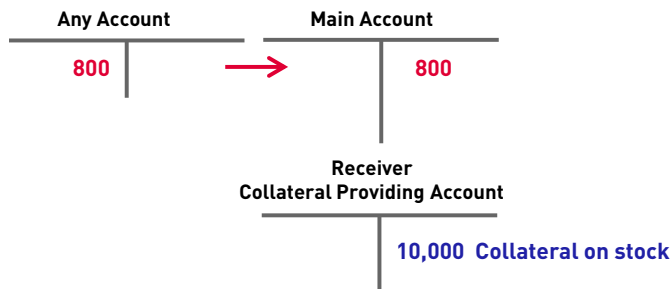 Any Account
Main Account
800
800
Receiver
Collateral Providing Account
10,000 Collateral on stock